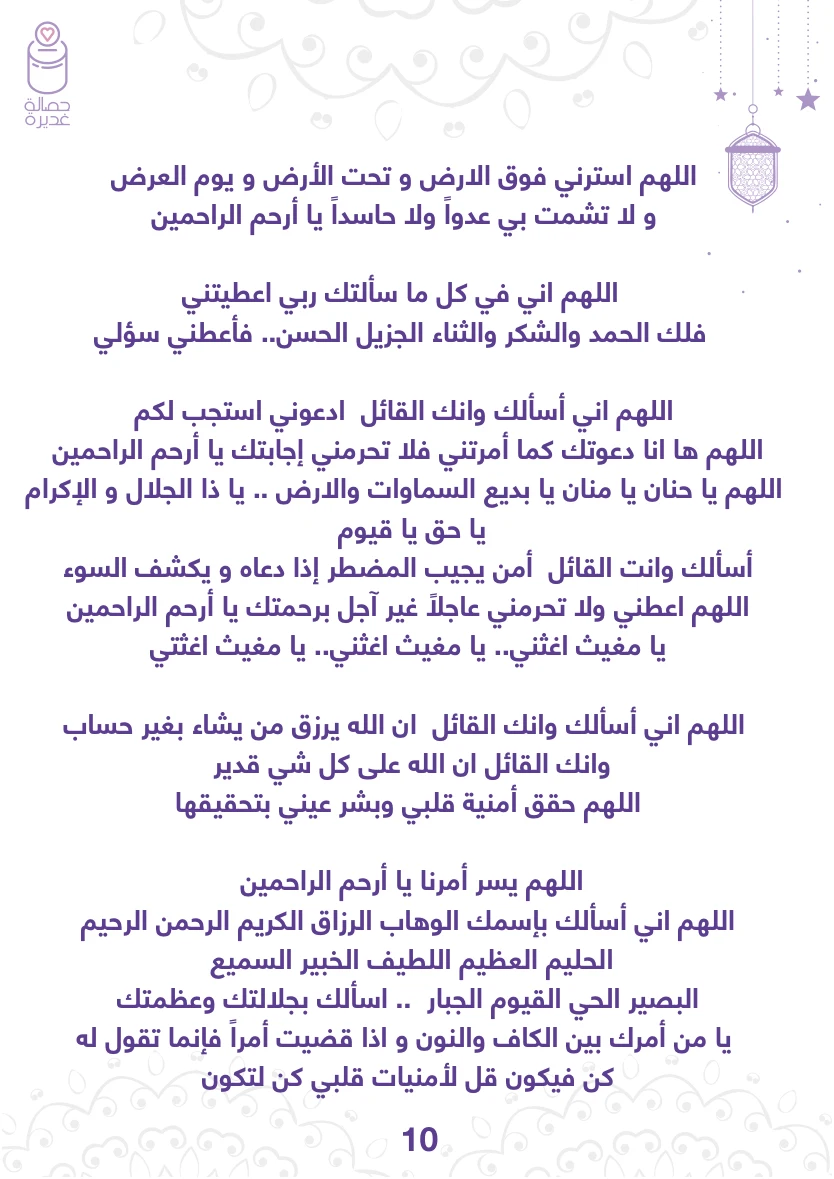 حصالة
غديرة
اللهم استرني فوق الارض و تحت الأرض و يوم العرض
و لا تشمت بي عدواً ولا حاسداً يا أرحم الراحمين
اللهم اني في كل ما سألتك ربي اعطيتني
فلك الحمد والشكر والثناء الجزيل الحسن.. فأعطني سؤلي
اللهم اني أسألك وانك القائل ادعوني استجب لكم
اللهم ها انا دعوتك كما أمرتني فلا تحرمني إجابتك يا أرحم الراحمين
اللهم يا حنان يا منان يا بديع السماوات والارض .. يا ذا الجلال و الإكرام
يا حق يا قيوم
أسألك وانت القائل أمن يجيب المضطر إذا دعاه و يكشف السوء
اللهم اعطني ولا تحرمني عاجلاً غير آجل برحمتك يا أرحم الراحمين
يا مغيث اغثني.. يا مغيث اغثني.. يا مغيث اغثتي
اللهم اني أسألك وانك القائل ان الله يرزق من يشاء بغير حساب
وانك القائل ان الله على كل شي قدير
اللهم حقق أمنية قلبي وبشر عيني بتحقيقها
اللهم يسر أمرنا يا أرحم الراحمين
اللهم اني أسألك بإسمك الوهاب الرزاق الكريم الرحمن الرحيم
الحليم العظيم اللطيف الخبير السميع
البصير الحي القيوم الجبار .. اسألك بجلالتك وعظمتك
يا من أمرك بين الكاف والنون و اذا قضيت أمراً فإنما تقول له
كن فيكون قل لأمنيات قلبي كن لتكون
10